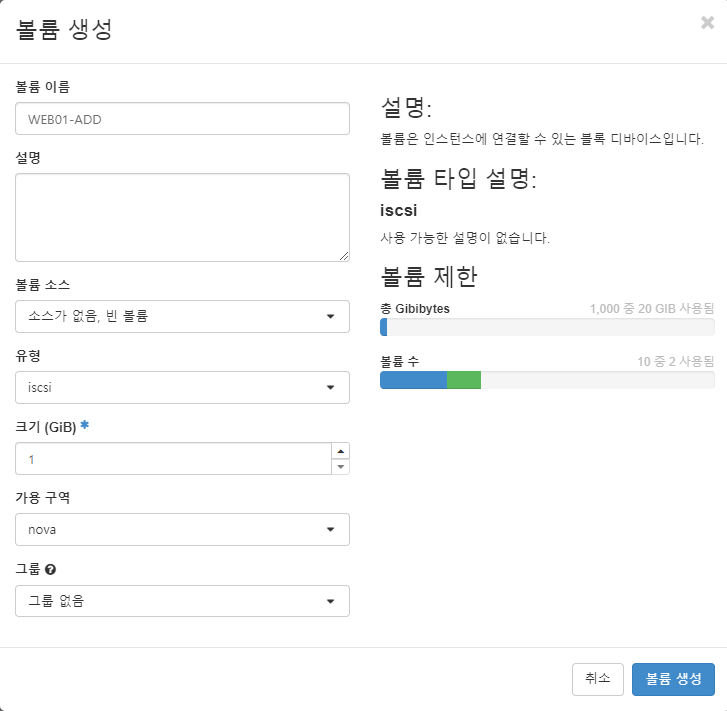 볼륨 생성
×
볼륨 이름
WEB01-ADD
설명
볼륨 소스
소스가 없음, 빈 볼륨
유형
iscsi
크기 (GiB) *
1
가용 구역
nova
그룹 ?
그룹 없음
설명:
볼륨은 인스턴스에 연결할 수 있는 블록 디바이스입니다.
볼륨 타입 설명:
iscsi
사용 가능한 설명이 없습니다.
볼륨 제한
총 Gibibytes 1,000 중 20 GIB 사용됨
볼륨 수 10 중 2 사용됨
취소 볼륨 생성